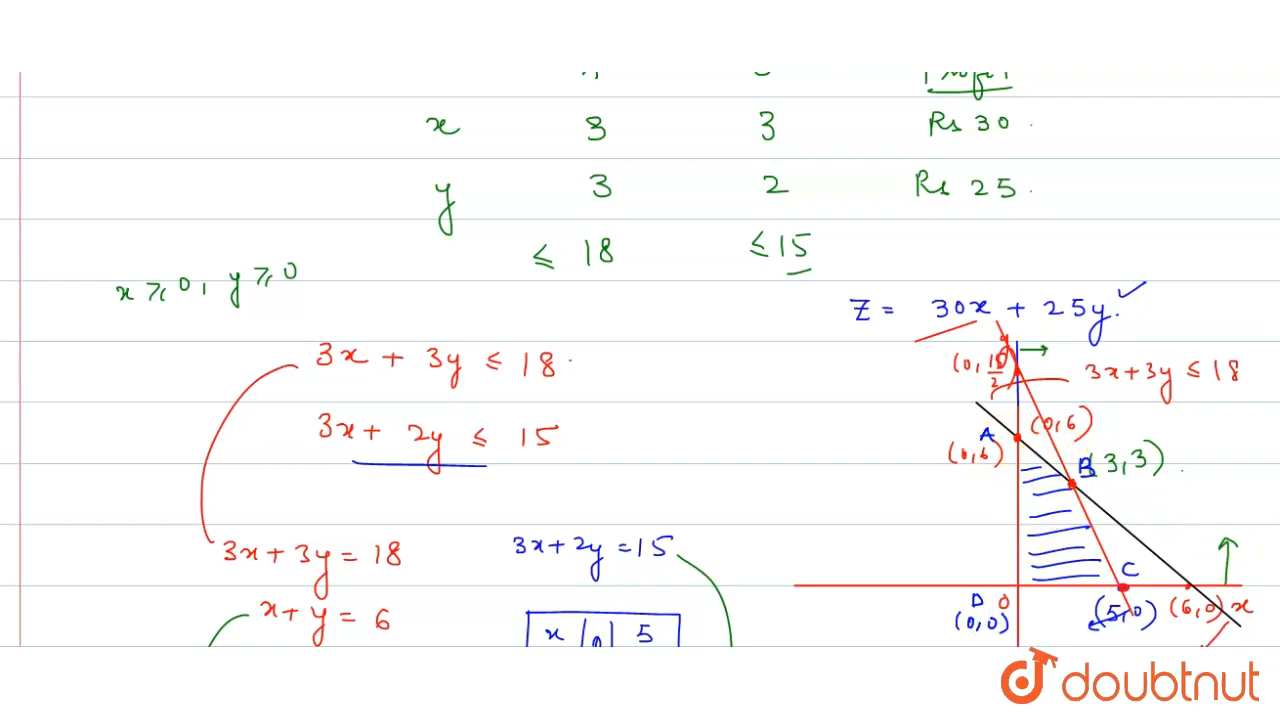 x 3 3 Rs 30
y 3 2 Rs 25
≤ 18 ≤ 15
x ≥ 0, y ≥ 0
Z = 30x + 25y
3x + 3y ≤ 18
3x + 2y ≤ 15
(0, 15/2)
3x+3y ≤ 18
A (0,6)
(0,6)
B (3,3)
3x + 3y = 18
x + y = 6
3x + 2y = 15
x | 0 | 5
C
D O
(0,0)
(5,0)
(6,0) x
doubtnut